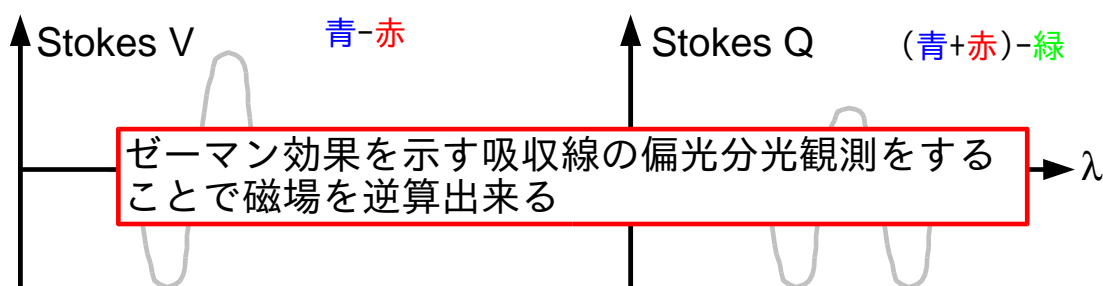 Stokes V
青-赤
Stokes Q
(青+赤)-緑
ゼーマン効果を示す吸収線の偏光分光観測をする
ことで磁場を逆算出来る
λ